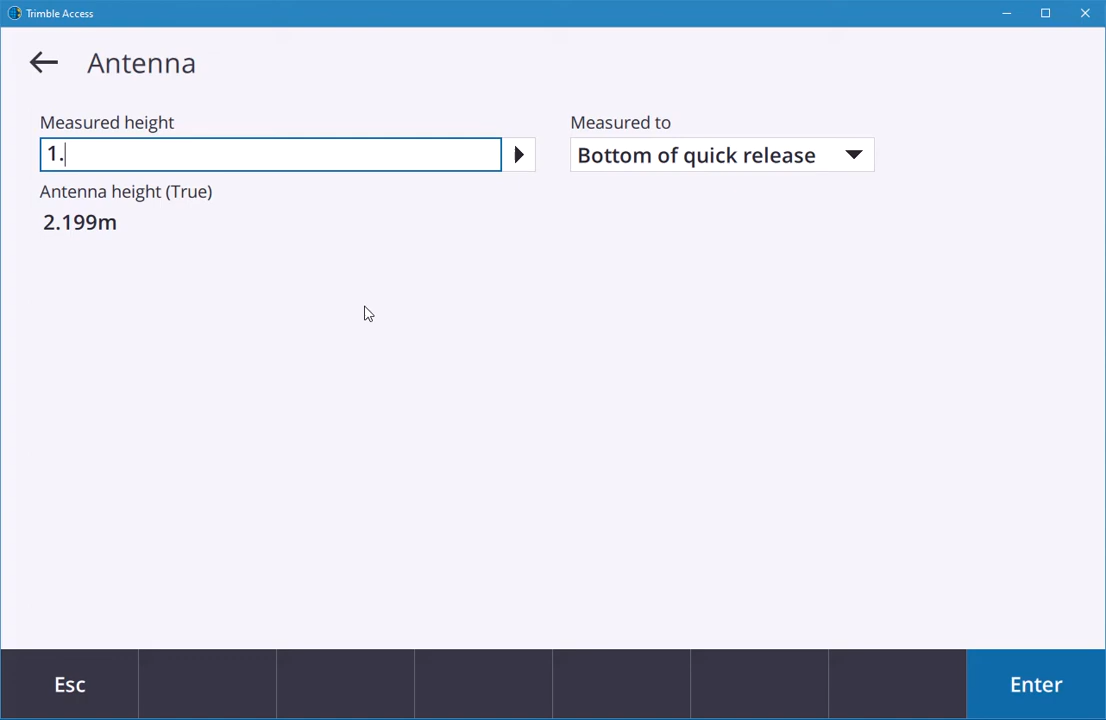 Trimble Access
Antenna
Measured height
Measured to
1.
Bottom of quick release
Antenna height (True)
2.199m
Esc
Enter